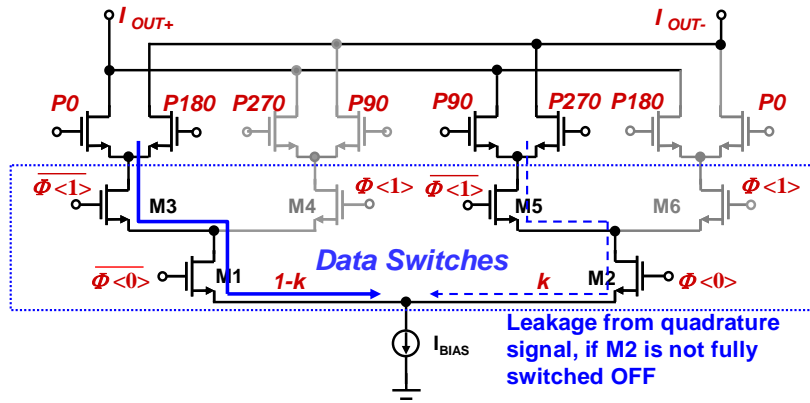 I OUT+ I OUT-
P0 P180 P270 P90 P90 P270 P180 P0
Φ<1> M3 M4 Φ<1> Φ<1> M5 M6 Φ<1>
Data Switches
Φ<0> M1 1-k k M2 Φ<0>
I BIAS
Leakage from quadrature
signal, if M2 is not fully
switched OFF